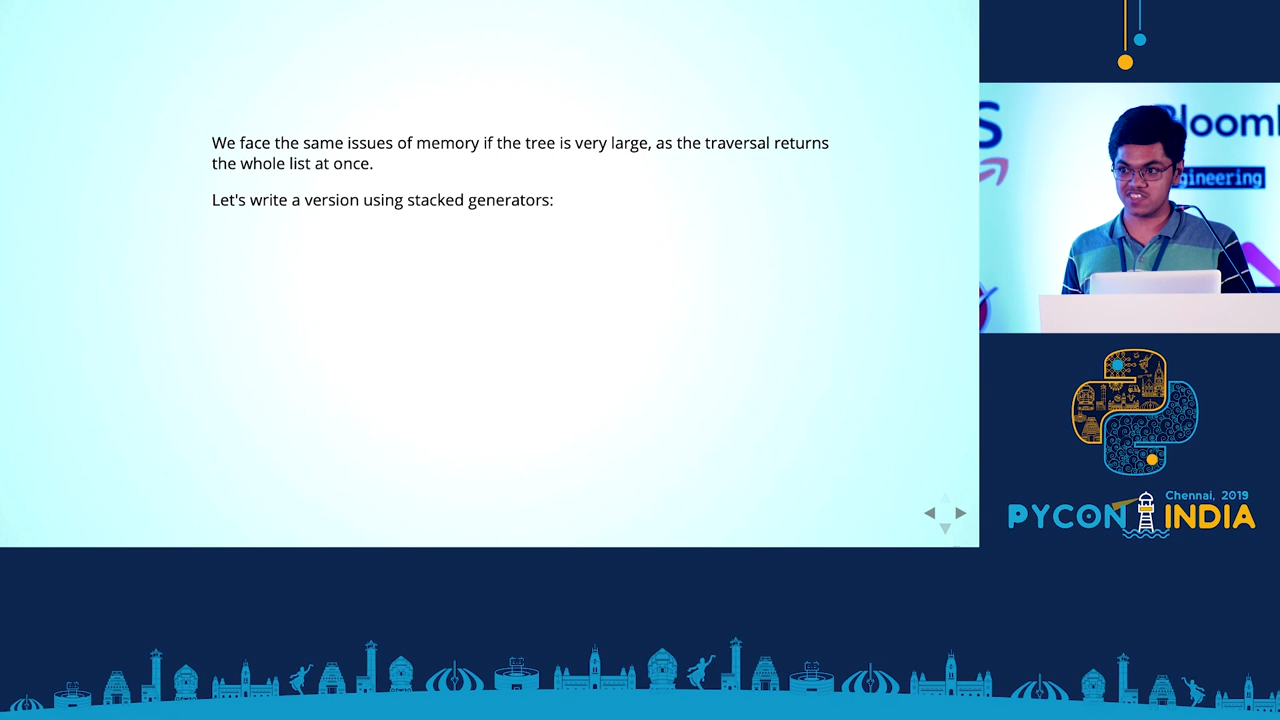 We face the same issues of memory if the tree is very large, as the traversal returns
the whole list at once.
Let's write a version using stacked generators:
S
Bloom
gineering
Chennai, 2019
PYCON INDIA